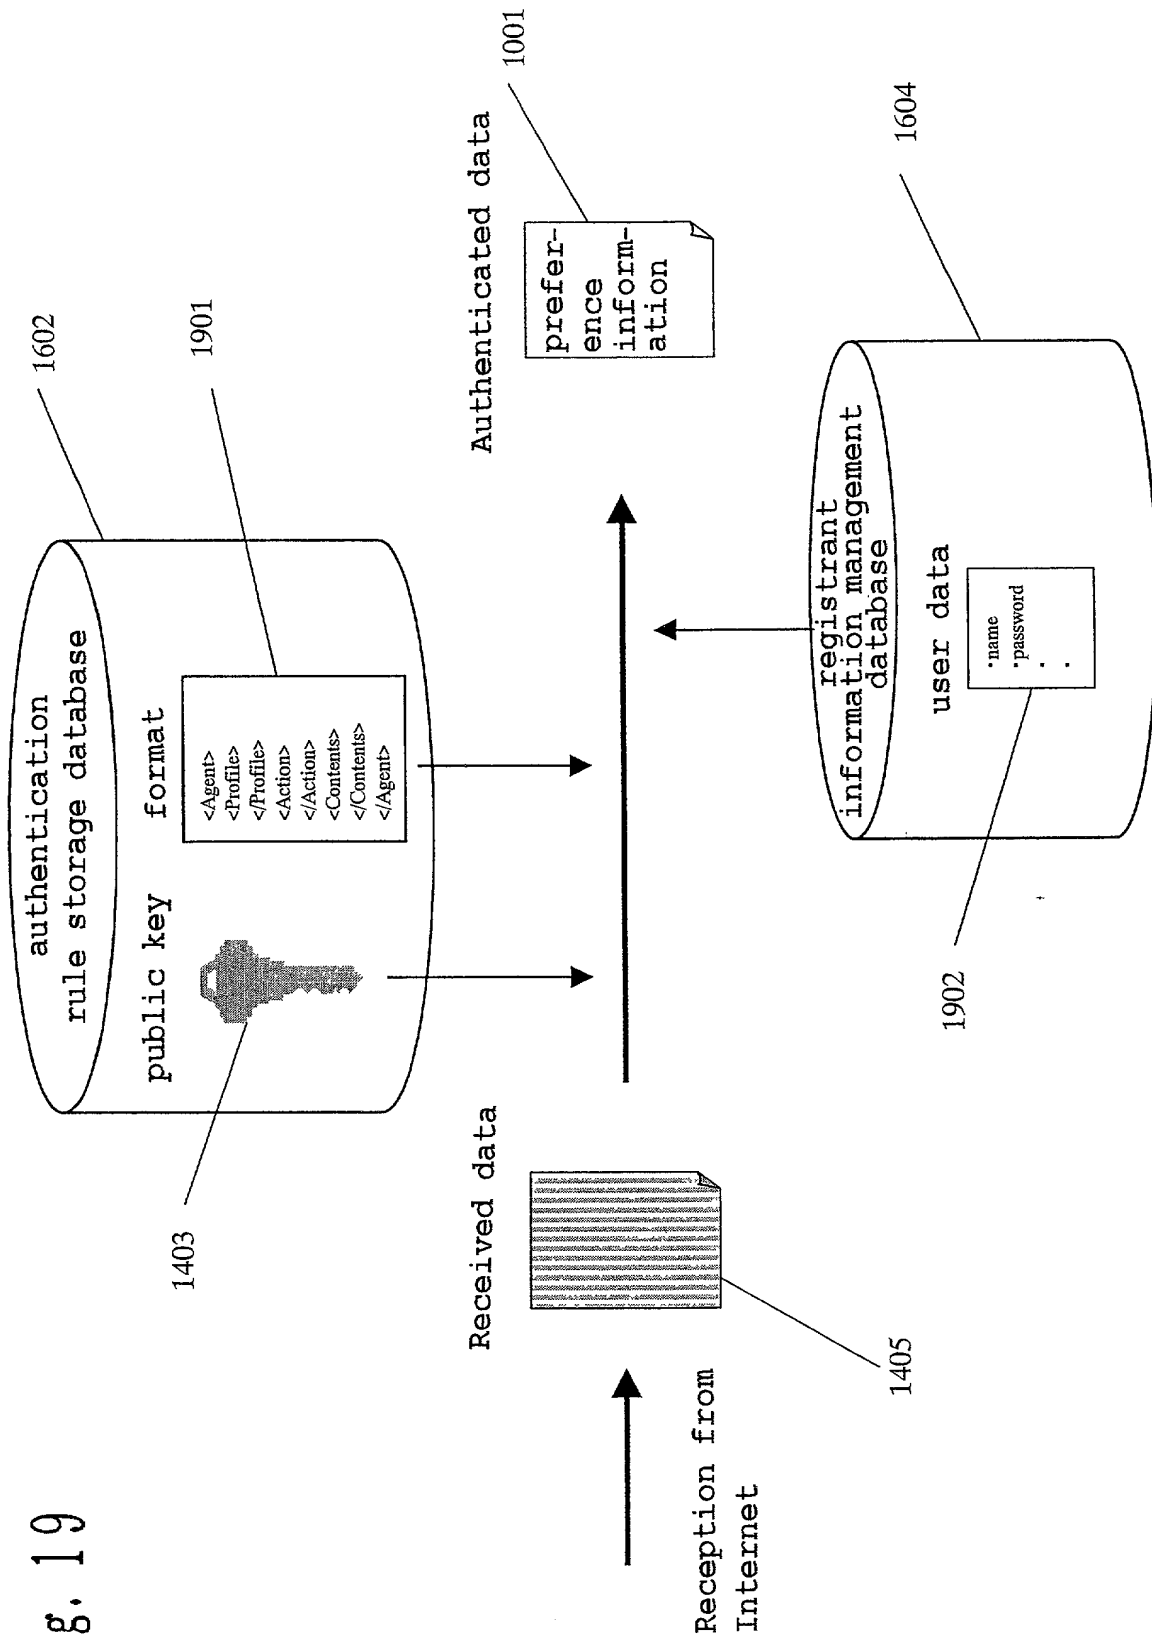 g. 19
authentication
rule storage database
1602
public key
format
<Agent>
<Profile>
</Profile>
<Action>
</Action>
<Contents>
</Contents>
</Agent>
1901
1403
Received data
Authenticated data
prefer-
ence
inform-
ation
1001
Reception from
Internet
1405
registrant
information management
database
1604
user data
·name
·password
·
·
1902